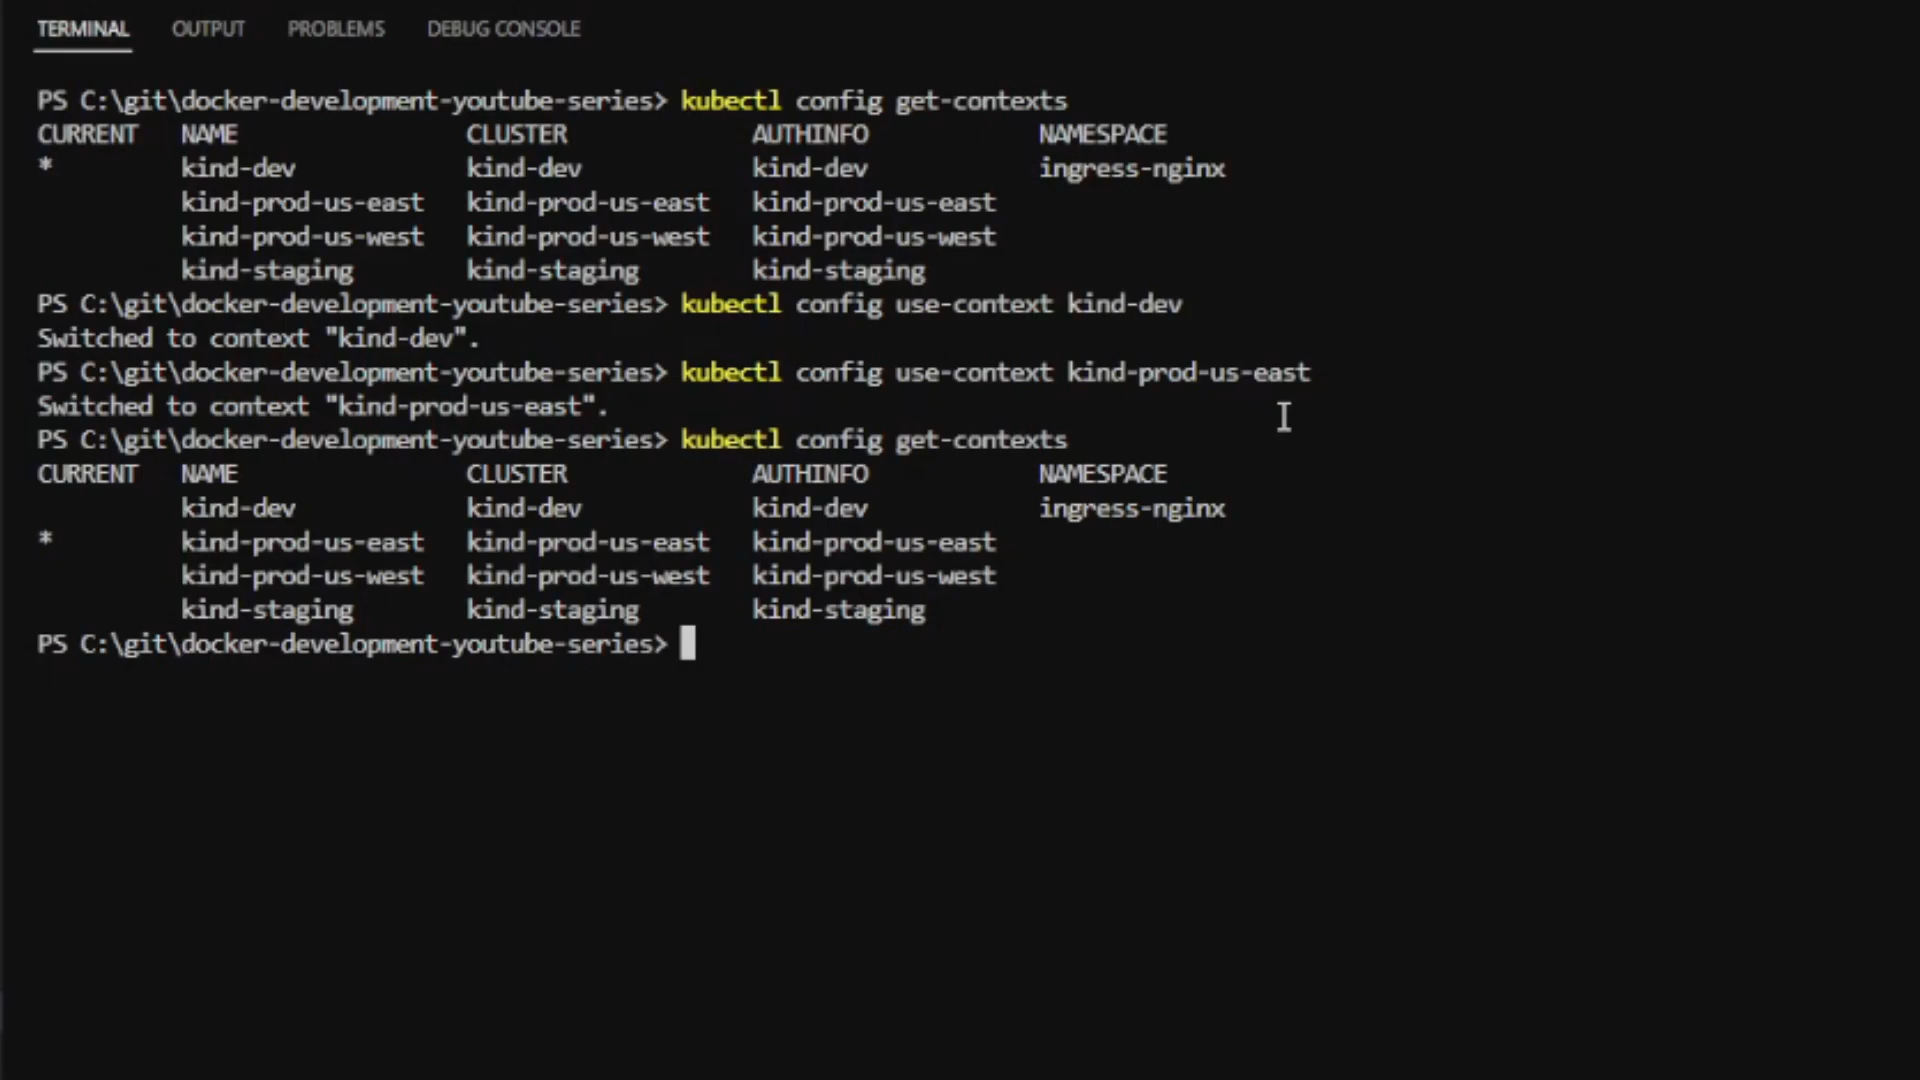 TERMINAL OUTPUT PROBLEMS DEBUG CONSOLE
PS C:\git\docker-development-youtube-series> kubectl config get-contexts
CURRENT NAME CLUSTER AUTHINFO NAMESPACE
* kind-dev kind-dev kind-dev ingress-nginx
kind-prod-us-east kind-prod-us-east kind-prod-us-east
kind-prod-us-west kind-prod-us-west kind-prod-us-west
kind-staging kind-staging kind-staging
PS C:\git\docker-development-youtube-series> kubectl config use-context kind-dev
Switched to context "kind-dev".
PS C:\git\docker-development-youtube-series> kubectl config use-context kind-prod-us-east
Switched to context "kind-prod-us-east".
PS C:\git\docker-development-youtube-series> kubectl config get-contexts
CURRENT NAME CLUSTER AUTHINFO NAMESPACE
kind-dev kind-dev kind-dev ingress-nginx
* kind-prod-us-east kind-prod-us-east kind-prod-us-east
kind-prod-us-west kind-prod-us-west kind-prod-us-west
kind-staging kind-staging kind-staging
PS C:\git\docker-development-youtube-series>